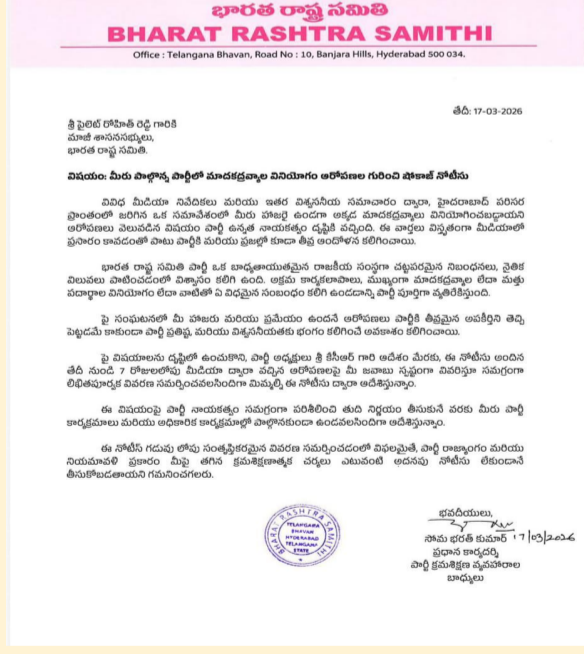 భారత రాష్ట్ర సమితి
BHARAT RASHTRA SAMITHI
Office : Telangana Bhavan, Road No : 10, Banjara Hills, Hyderabad 500 034.
తేదీ: 17-03-2026
శ్రీ పైలెట్ రోహిత్ రెడ్డి గారికి
మాజీ శాసనసభ్యులు,
భారత రాష్ట్ర సమితి.
విషయం: మీరు పాల్గొన్న పార్టీలో మాదకద్రవ్యాల వినియోగం ఆరోపణల గురించి షోకాజ్ నోటీసు
వివిధ మీడియా నివేదికలు మరియు ఇతర విశ్వసనీయ సమాచారం ద్వారా, హైదరాబాద్ పరిసర
ప్రాంతంలో జరిగిన ఒక సమావేశంలో మీరు హాజరై ఉండగా అక్కడ మాదకద్రవ్యాలు వినియోగించబడ్డాయని
ఆరోపణలు వెలువడిన విషయం పార్టీ ఉన్నత నాయకత్వం దృష్టికి వచ్చింది. ఈ వార్తలు విస్తృతంగా మీడియాలో
ప్రసారం కావడంతో పాటు పార్టీకి మరియు ప్రజల్లో కూడా తీవ్ర ఆందోళన కలిగించాయి.
భారత రాష్ట్ర సమితి పార్టీ ఒక బాధ్యతాయుతమైన రాజకీయ సంస్థగా చట్టపరమైన నిబంధనలు, నైతిక
విలువలు పాటించడంలో విశ్వాసం కలిగి ఉంది. అక్రమ కార్యకలాపాలు, ముఖ్యంగా మాదకద్రవ్యాల లేదా మత్తు
పదార్థాల వినియోగం లేదా వాటితో ఏ విధమైన సంబంధం కలిగి ఉండడాన్ని పార్టీ పూర్తిగా వ్యతిరేకిస్తుంది.
పై సంఘటనలో మీ హాజరు మరియు ప్రమేయం ఉందనే ఆరోపణలు పార్టీకి తీవ్రమైన అపకీర్తిని తెచ్చి
పెట్టడమే కాకుండా పార్టీ ప్రతిష్ట, మరియు విశ్వసనీయతకు భంగం కలిగించే అవకాశం కలిగించాయి.
పై విషయాలను దృష్టిలో ఉంచుకొని, పార్టీ అధ్యక్షులు శ్రీ కేసీఆర్ గారి ఆదేశం మేరకు, ఈ నోటీసు అందిన
తేదీ నుండి 7 రోజులలోపు మీడియా ద్వారా వచ్చిన ఆరోపణలపై మీ జవాబు స్పష్టంగా వివరిస్తూ సమగ్రంగా
లిఖితపూర్వక వివరణ సమర్పించవలసిందిగా మిమ్మల్ని ఈ నోటీసు ద్వారా ఆదేశిస్తున్నాం.
ఈ విషయంపై పార్టీ నాయకత్వం సమగ్రంగా పరిశీలించి తుది నిర్ణయం తీసుకునే వరకు మీరు పార్టీ
కార్యక్రమాలు మరియు అధికారిక కార్యక్రమాల్లో పాల్గొనకుండా ఉండవలసిందిగా ఆదేశిస్తున్నాం.
ఈ నోటీస్ గడువు లోపు సంతృప్తికరమైన వివరణ సమర్పించడంలో విఫలమైతే, పార్టీ రాజ్యాంగం మరియు
నియమావళి ప్రకారం మీపై తగిన క్రమశిక్షణాత్మక చర్యలు ఎటువంటి అదనపు నోటీసు లేకుండానే
తీసుకోబడతాయని గమనించగలరు.
BHARAT RASHTRA SAMITHI
TELANGANA
BHAVAN
HYDERABAD
TELANGANA
STATE
భవదీయులు,
సోమ భరత్ కుమార్ 17/03/2026
ప్రధాన కార్యదర్శి
పార్టీ క్రమశిక్షణ వ్యవహారాల
బాధ్యులు